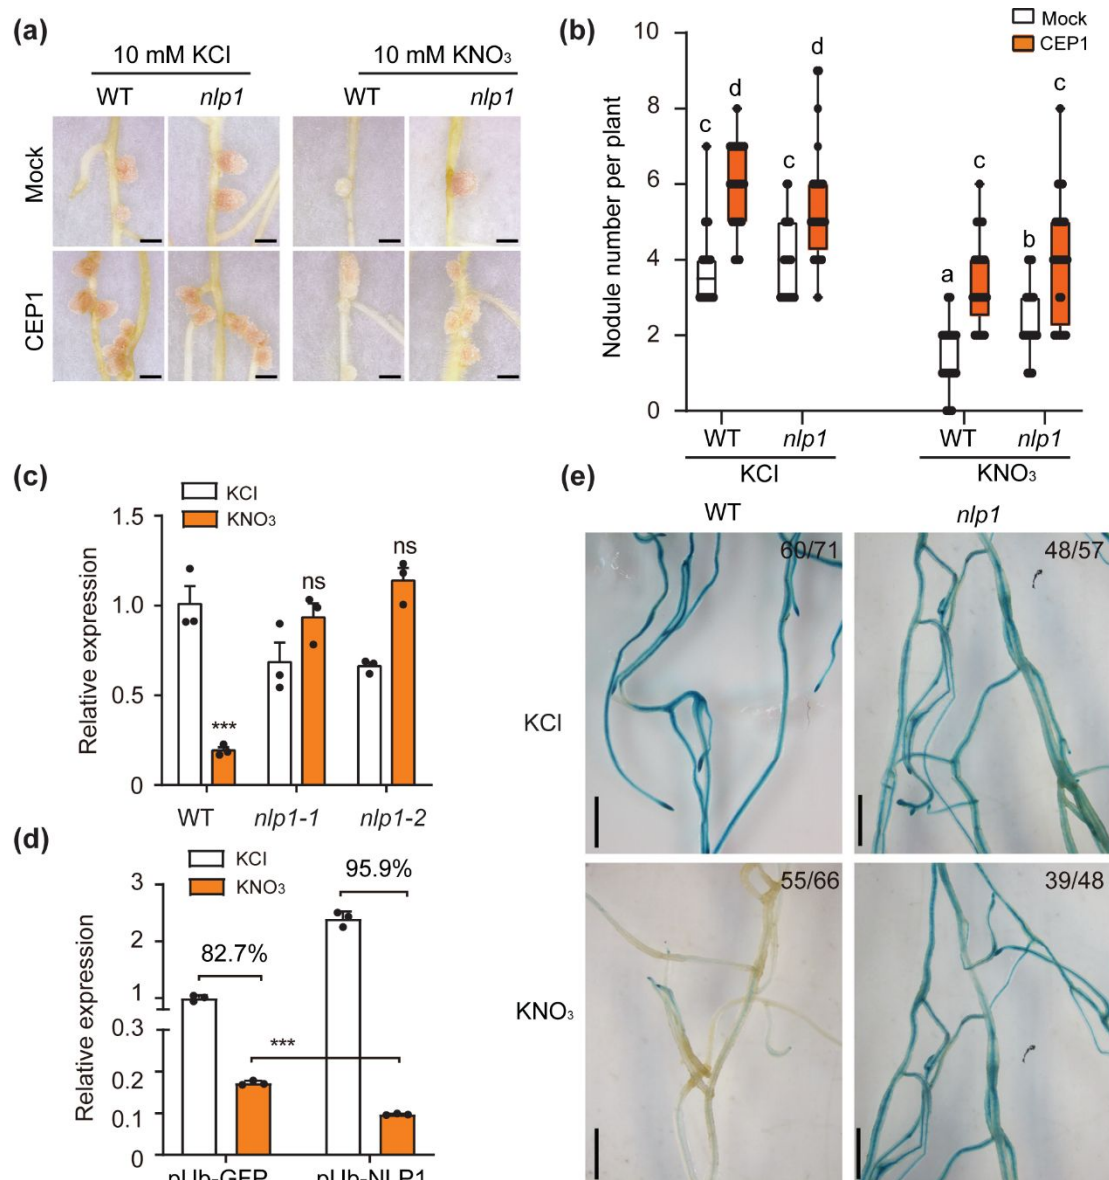 (a)
10 mM KCl
10 mM KNO₃
WT
nlp1
WT
nlp1
Mock
CEP1
(b)
Mock
CEP1
Nodule number per plant
10
8
6
4
2
0
c
d
c
d
a
c
b
c
WT
nlp1
WT
nlp1
KCl
KNO₃
(c)
KCl
KNO₃
Relative expression
1.5
1.0
0.5
0
***
ns
ns
WT
nlp1-1
nlp1-2
(d)
KCl
KNO₃
Relative expression
3
2
1
0.3
0.2
0.1
0
82.7%
95.9%
***
pUb-GFP
pUb-NLP1
(e)
WT
nlp1
KCl
60/71
48/57
KNO₃
55/66
39/48